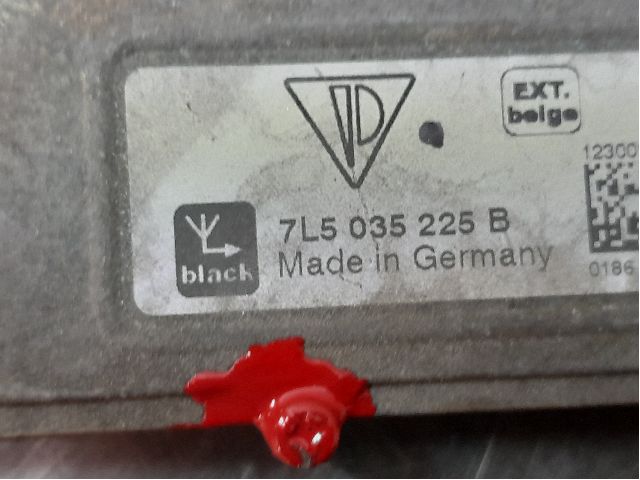 EXT.
beige
12300
7L5 035 225 B
black
Made in Germany
0186